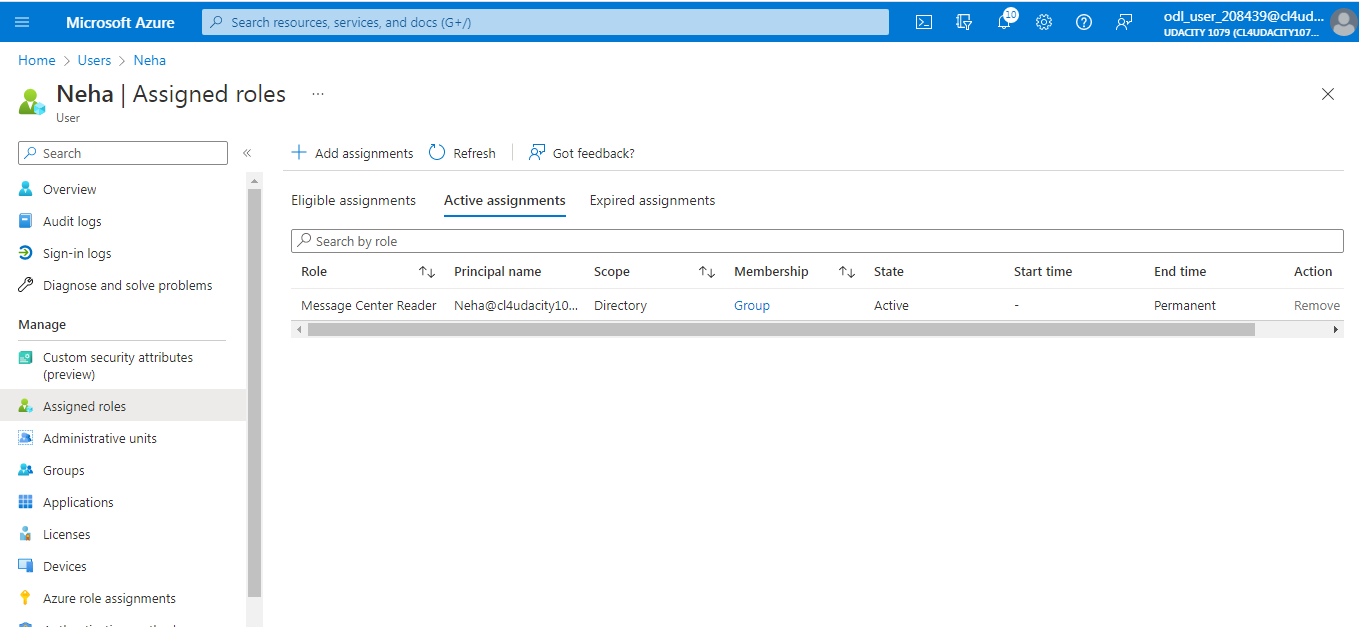 Microsoft Azure
Search resources, services, and docs (G+/)
10
odl_user_208439@cl4ud...
UDACITY 1079 (CL4UDACITY107...
Home > Users > Neha
Neha | Assigned roles ...
User
Search
«
Overview
Audit logs
Sign-in logs
Diagnose and solve problems
Manage
Custom security attributes
(preview)
Assigned roles
Administrative units
Groups
Applications
Licenses
Devices
Azure role assignments
+ Add assignments Refresh | Got feedback?
Eligible assignments Active assignments Expired assignments
Search by role
Role ↑↓ Principal name Scope ↑↓ Membership ↑↓ State Start time End time Action
Message Center Reader Neha@cl4udacity10... Directory Group Active - Permanent Remove